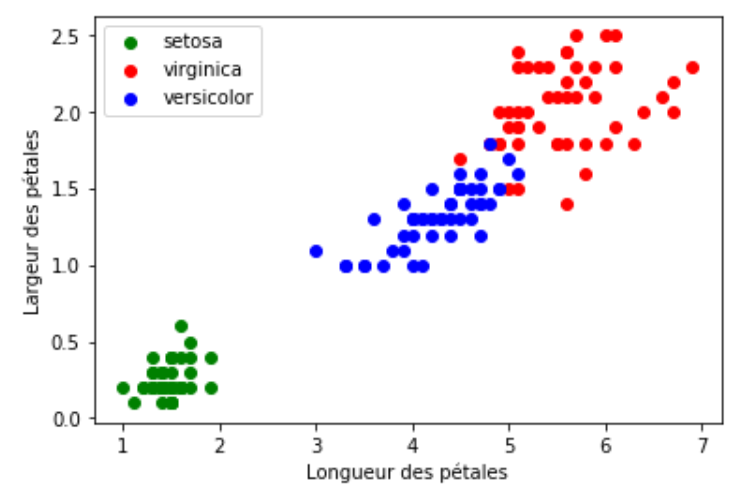 setosa
virginica
versicolor
2.5
2.0
1.5
1.0
0.5
0.0
Largeur des pétales
1 2 3 4 5 6 7
Longueur des pétales